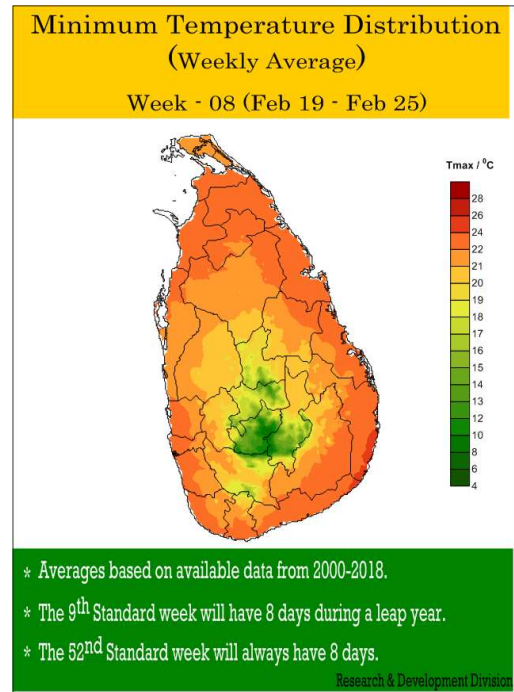 Minimum Temperature Distribution
(Weekly Average)
Week - 08 (Feb 19 - Feb 25)
Tmax / ⁰C
28
26
24
22
21
20
19
18
17
16
15
14
13
12
10
8
6
4
* Averages based on available data from 2000-2018.
* The 9th Standard week will have 8 days during a leap year.
* The 52nd Standard week will always have 8 days.
Research & Development Division